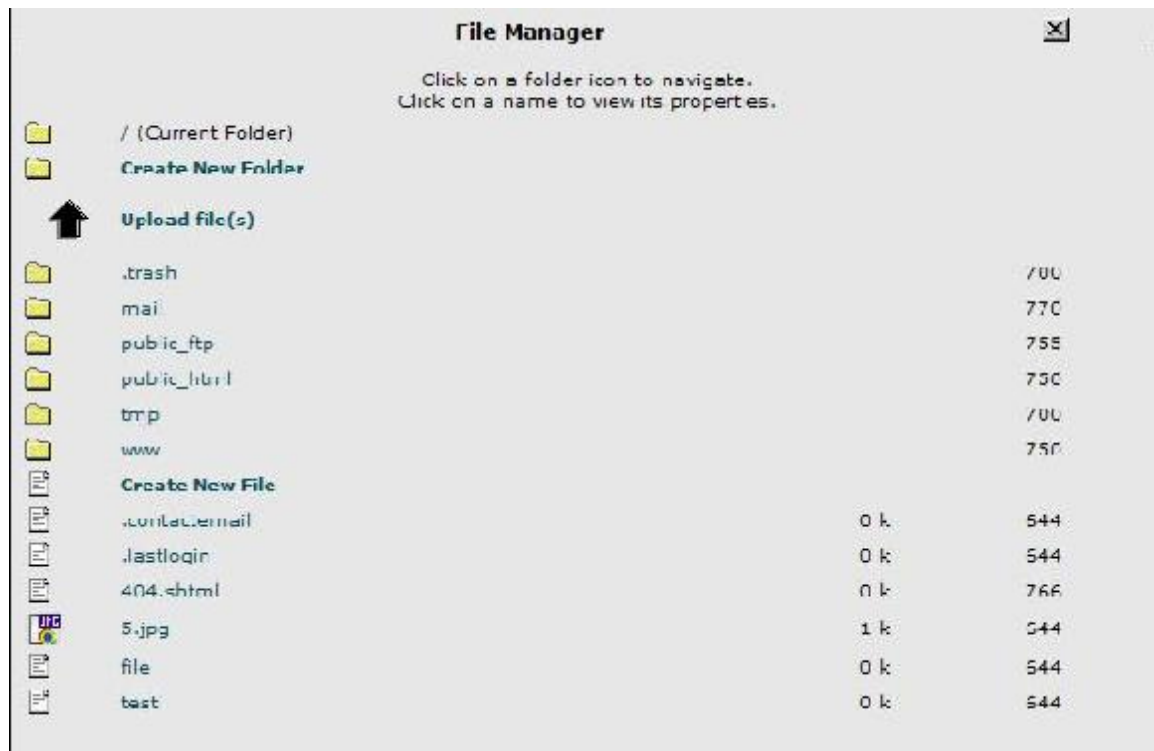 File Manager
Click on a folder icon to navigate.
Click on a name to view its properties.
/ (Current Folder)
Create New Folder
Upload file(s)
.trash 700
mail 770
public_ftp 755
public_html 750
tmp 700
www 750
Create New File
.contactemail 0 k 644
.lastlogin 0 k 644
404.shtml 0 k 766
5.jpg 1 k 644
file 0 k 644
test 0 k 644